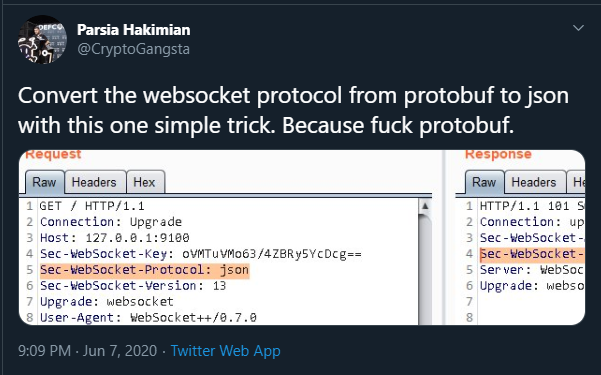 Parsia Hakimian
@CryptoGangsta
Convert the websocket protocol from protobuf to json
with this one simple trick. Because fuck protobuf.
Request
Raw Headers Hex
1 GET / HTTP/1.1
2 Connection: Upgrade
3 Host: 127.0.0.1:9100
4 Sec-WebSocket-Key: oVMTuVMo63/4ZBRy5YcDcg==
5 Sec-WebSocket-Protocol: json
6 Sec-WebSocket-Version: 13
7 Upgrade: websocket
8 User-Agent: WebSocket++/0.7.0
Response
Raw Headers He
1 HTTP/1.1 101 S
2 Connection: up
3 Sec-WebSocket-
4 Sec-WebSocket-
5 Server: WebSoc
6 Upgrade: webso
7
8
9:09 PM · Jun 7, 2020 · Twitter Web App